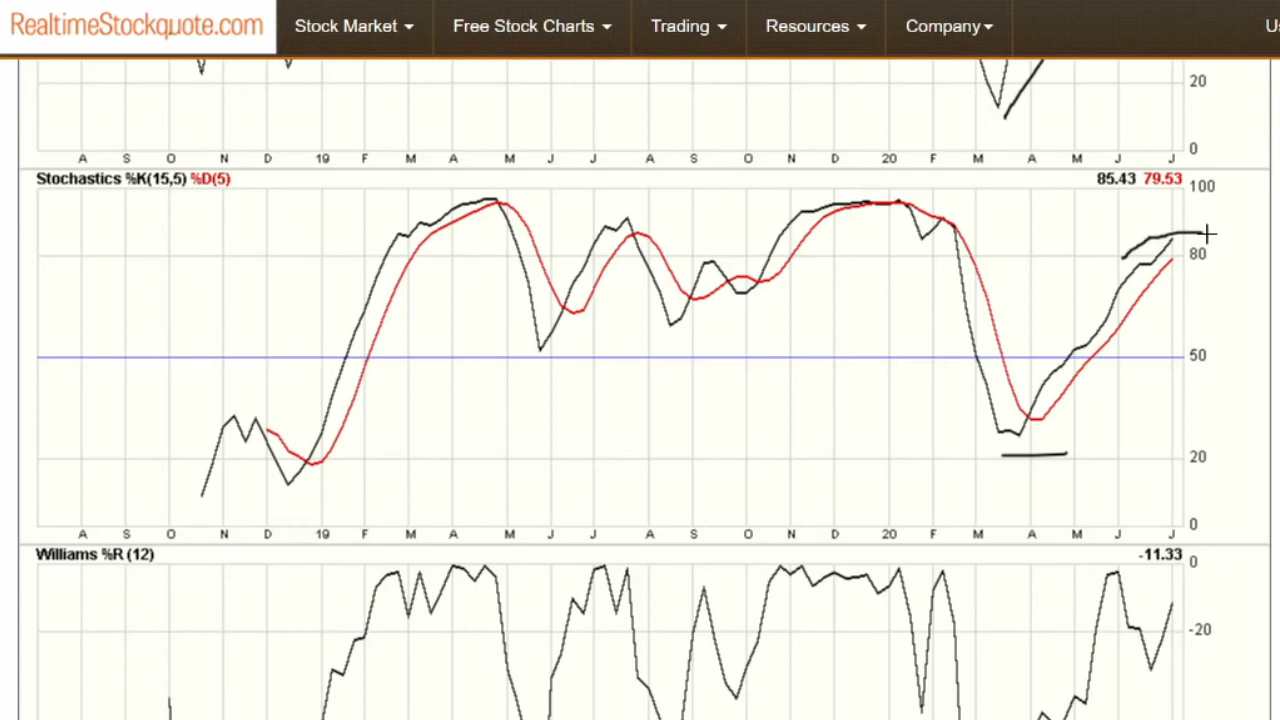 RealtimeStockquote.com Stock Market Free Stock Charts Trading Resources Company
20
0
A S O N D 19 F M A M J J A S O N D 20 F M A M J J
Stochastics %K(15,5) %D(5) 85.43 79.53
100
80
50
20
0
A S O N D 19 F M A M J J A S O N D 20 F M A M J J
Williams %R (12) -11.33
0
-20